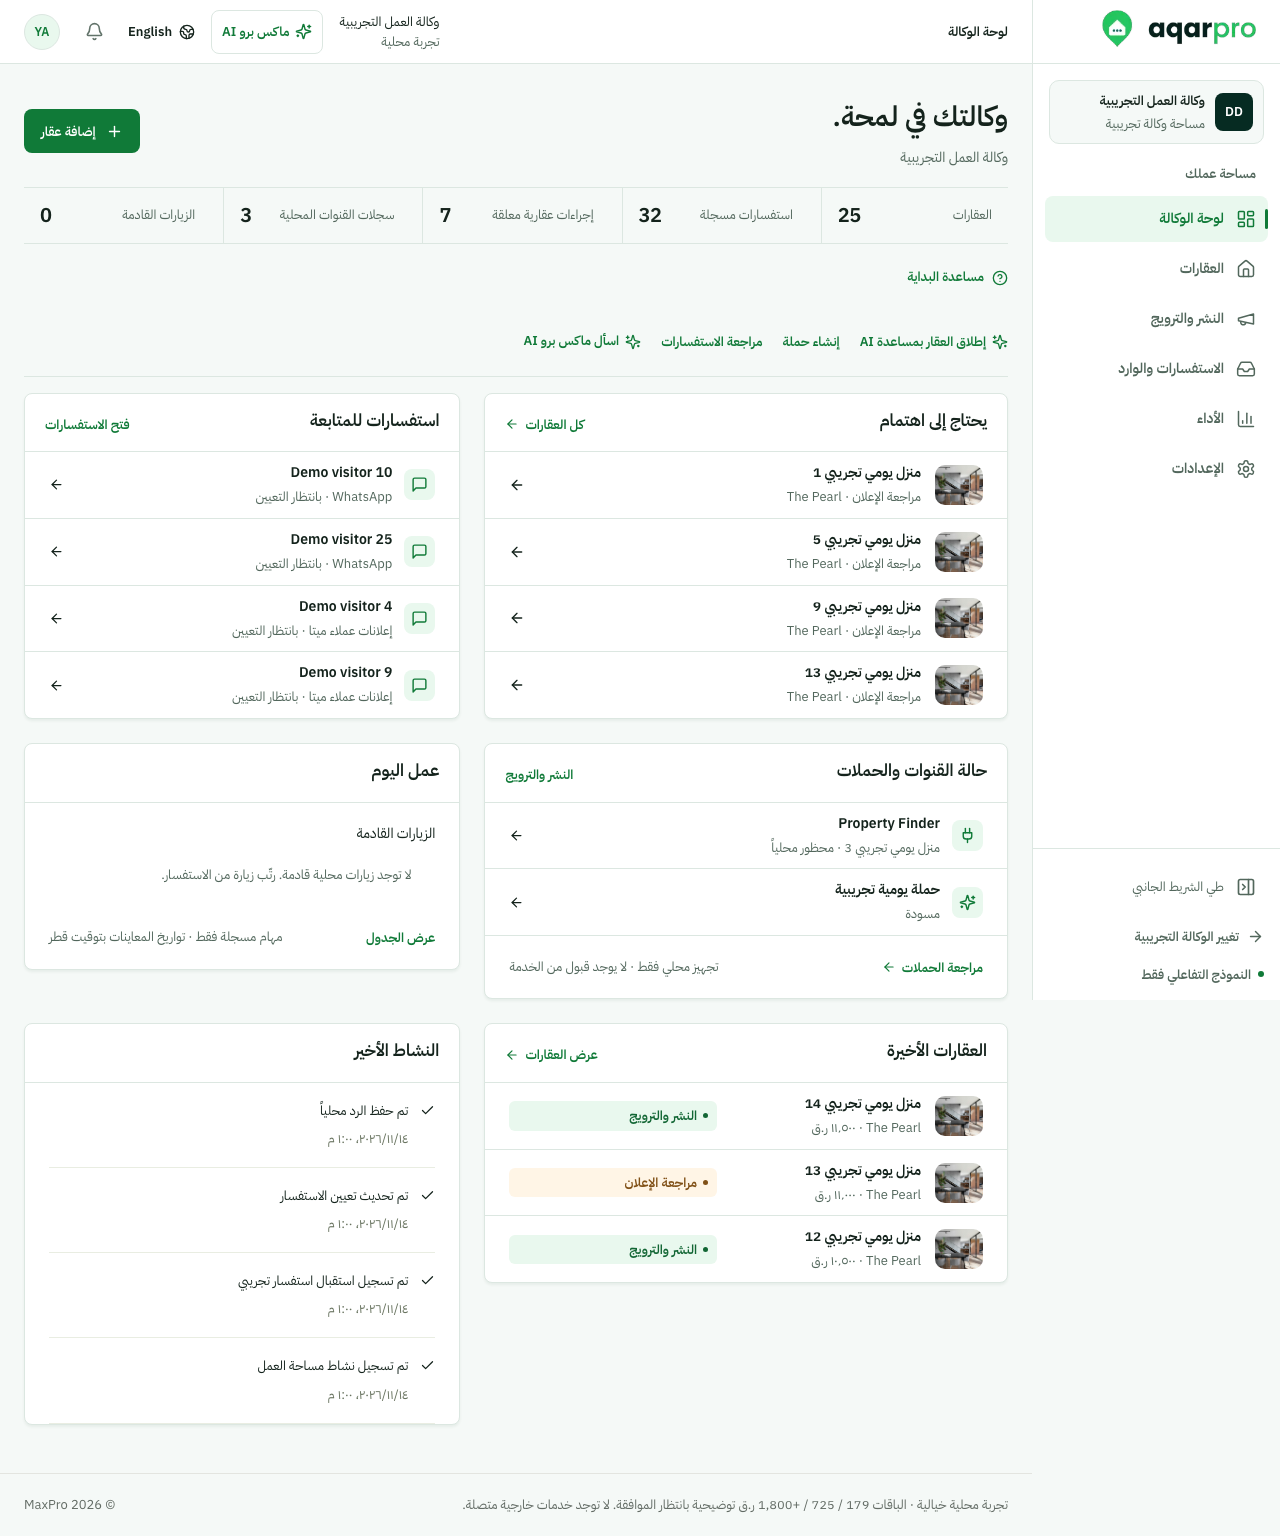 aqarpro
لوحة الوكالة
وكالة العمل التجريبية
تجربة محلية
ماكس برو AI
English
YA
DD
وكالة العمل التجريبية
مساحة وكالة تجريبية
مساحة عملك
لوحة الوكالة
العقارات
النشر والترويج
الاستفسارات والوارد
الأداء
الإعدادات
طي الشريط الجانبي
تغيير الوكالة التجريبية
النموذج التفاعلي فقط
وكالتك في لمحة.
وكالة العمل التجريبية
إضافة عقار
العقارات 25
استفسارات مسجلة 32
إجراءات عقارية معلقة 7
سجلات القنوات المحلية 3
الزيارات القادمة 0
مساعدة البداية
إطلاق العقار بمساعدة AI
إنشاء حملة
مراجعة الاستفسارات
اسأل ماكس برو AI
يحتاج إلى اهتمام
كل العقارات
منزل يومي تجريبي 1
مراجعة الإعلان · The Pearl
منزل يومي تجريبي 5
مراجعة الإعلان · The Pearl
منزل يومي تجريبي 9
مراجعة الإعلان · The Pearl
منزل يومي تجريبي 13
مراجعة الإعلان · The Pearl
استفسارات للمتابعة
فتح الاستفسارات
Demo visitor 10
WhatsApp · بانتظار التعيين
Demo visitor 25
WhatsApp · بانتظار التعيين
Demo visitor 4
إعلانات عملاء ميتا · بانتظار التعيين
Demo visitor 9
إعلانات عملاء ميتا · بانتظار التعيين
حالة القنوات والحملات
النشر والترويج
Property Finder
منزل يومي تجريبي 3 · محظور محلياً
حملة يومية تجريبية
مسودة
مراجعة الحملات
تجهيز محلي فقط · لا يوجد قبول من الخدمة
عمل اليوم
الزيارات القادمة
لا توجد زيارات محلية قادمة. رتّب زيارة من الاستفسار.
عرض الجدول
مهام مسجلة فقط · تواريخ المعاينات بتوقيت قطر
العقارات الأخيرة
عرض العقارات
منزل يومي تجريبي 14
The Pearl · ١١٬٥٠٠ ر.ق
النشر والترويج
منزل يومي تجريبي 13
The Pearl · ١١٬٠٠٠ ر.ق
مراجعة الإعلان
منزل يومي تجريبي 12
The Pearl · ١٠٬٥٠٠ ر.ق
النشر والترويج
النشاط الأخير
تم حفظ الرد محلياً
١٤‏/١١‏/٢٠٢٦، ١:٠٠ م
تم تحديث تعيين الاستفسار
١٤‏/١١‏/٢٠٢٦، ١:٠٠ م
تم تسجيل استقبال استفسار تجريبي
١٤‏/١١‏/٢٠٢٦، ١:٠٠ م
تم تسجيل نشاط مساحة العمل
١٤‏/١١‏/٢٠٢٦، ١:٠٠ م
تجربة محلية خيالية · الباقات 179 / 725 / 1,800+ ر.ق توضيحية بانتظار الموافقة. لا توجد خدمات خارجية متصلة.
© 2026 MaxPro